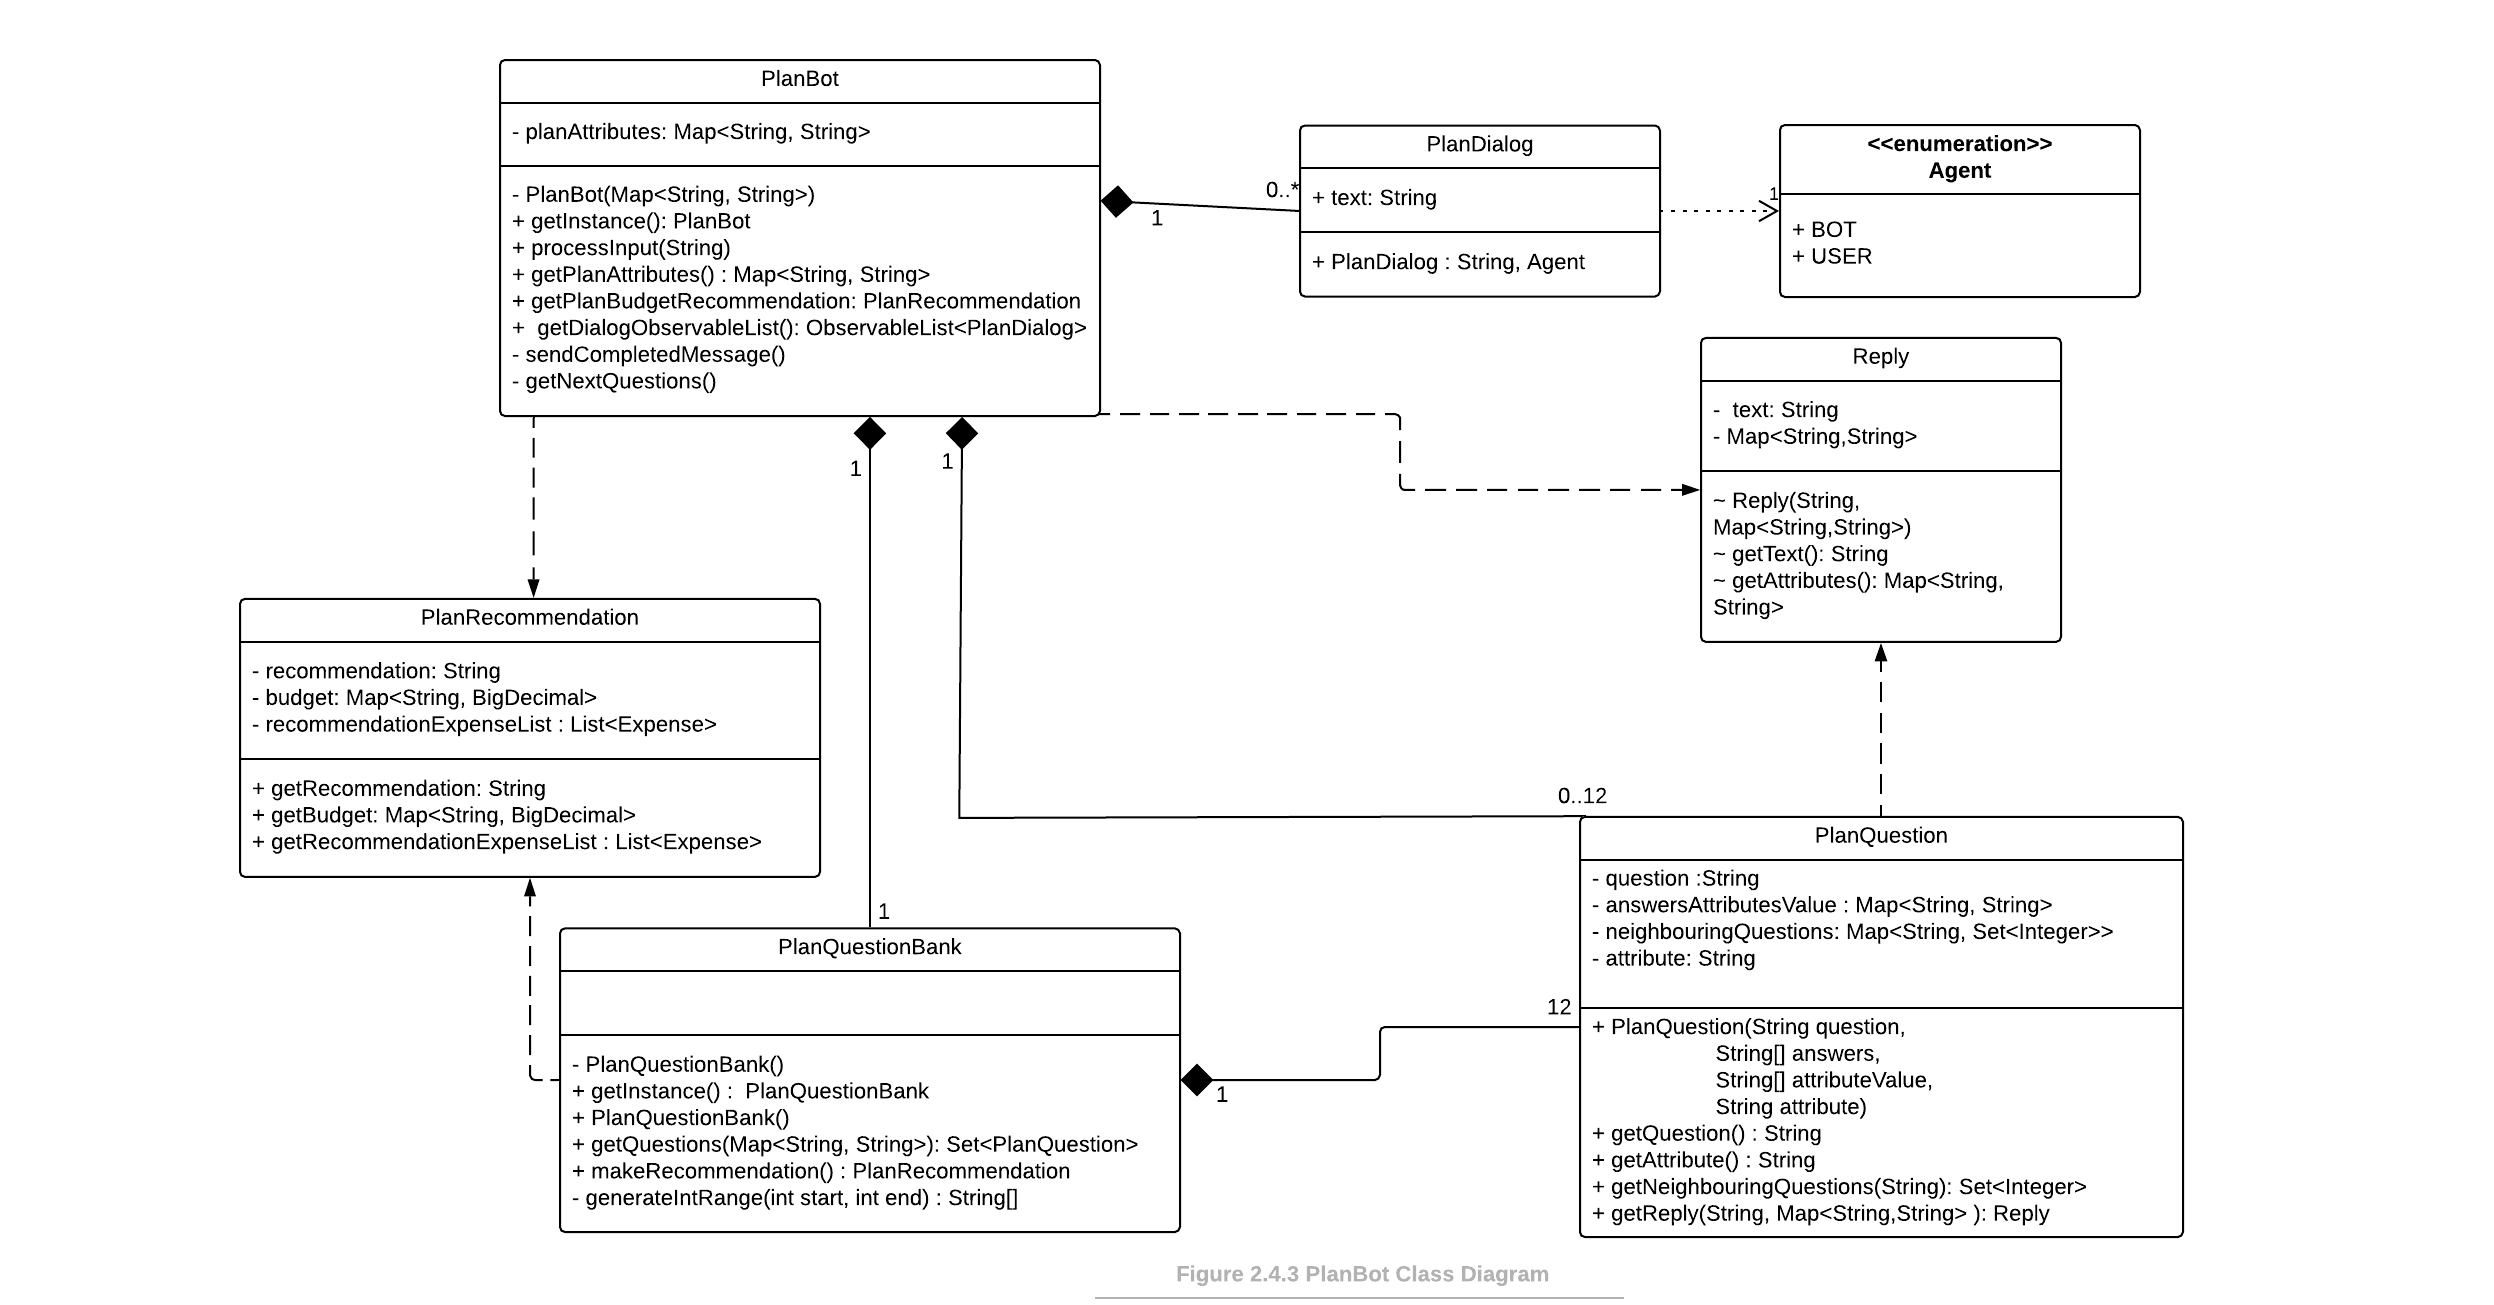 PlanBot
- planAttributes: Map<String, String>
- PlanBot(Map<String, String>)
+ getInstance(): PlanBot
+ processInput(String)
+ getPlanAttributes() : Map<String, String>
+ getPlanBudgetRecommendation: PlanRecommendation
+  getDialogObservableList(): ObservableList<PlanDialog>
- sendCompletedMessage()
- getNextQuestions()
1
0..*
PlanDialog
+ text: String
+ PlanDialog : String, Agent
1
<<enumeration>>
Agent
+ BOT
+ USER
Reply
-  text: String
- Map<String,String>
~ Reply(String,
Map<String,String>)
~ getText(): String
~ getAttributes(): Map<String,
String>
1
1
PlanRecommendation
- recommendation: String
- budget: Map<String, BigDecimal>
- recommendationExpenseList : List<Expense>
+ getRecommendation: String
+ getBudget: Map<String, BigDecimal>
+ getRecommendationExpenseList : List<Expense>
0..12
1
PlanQuestionBank
- PlanQuestionBank()
+ getInstance() :  PlanQuestionBank
+ PlanQuestionBank()
+ getQuestions(Map<String, String>): Set<PlanQuestion>
+ makeRecommendation() : PlanRecommendation
- generateIntRange(int start, int end) : String[]
1
12
PlanQuestion
- question :String
- answersAttributesValue : Map<String, String>
- neighbouringQuestions: Map<String, Set<Integer>>
- attribute: String
+ PlanQuestion(String question,
String[] answers,
String[] attributeValue,
String attribute)
+ getQuestion() : String
+ getAttribute() : String
+ getNeighbouringQuestions(String): Set<Integer>
+ getReply(String, Map<String,String> ): Reply
Figure 2.4.3 PlanBot Class Diagram